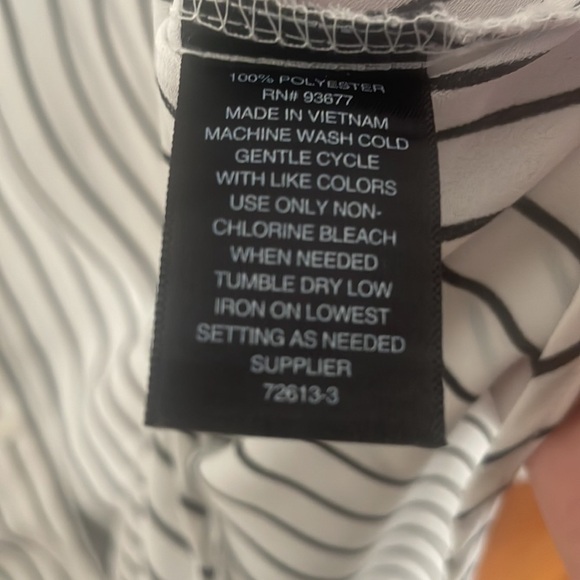 100% POLYESTER
RN# 93677
MADE IN VIETNAM
MACHINE WASH COLD
GENTLE CYCLE
WITH LIKE COLORS
USE ONLY NON-
CHLORINE BLEACH
WHEN NEEDED
TUMBLE DRY LOW
IRON ON LOWEST
SETTING AS NEEDED
SUPPLIER
72613-3